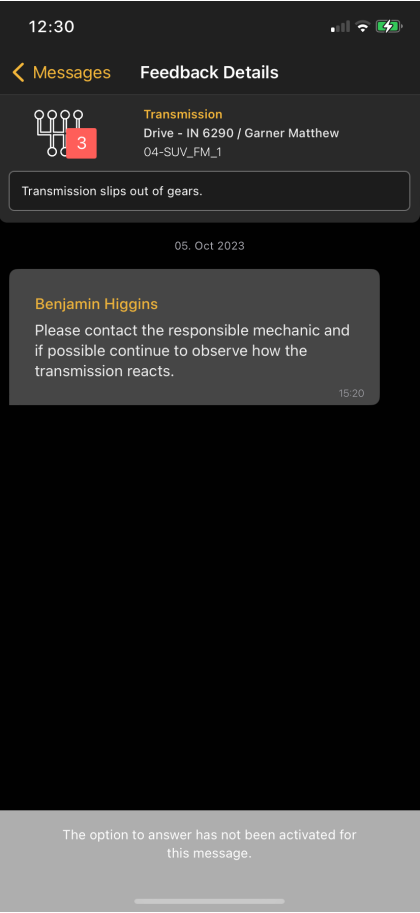 12:30
Messages
Feedback Details
Transmission
3
Drive - IN 6290 / Garner Matthew
04-SUV_FM_1
Transmission slips out of gears.
05. Oct 2023
Benjamin Higgins
Please contact the responsible mechanic and
if possible continue to observe how the
transmission reacts.
15:20
The option to answer has not been activated for
this message.